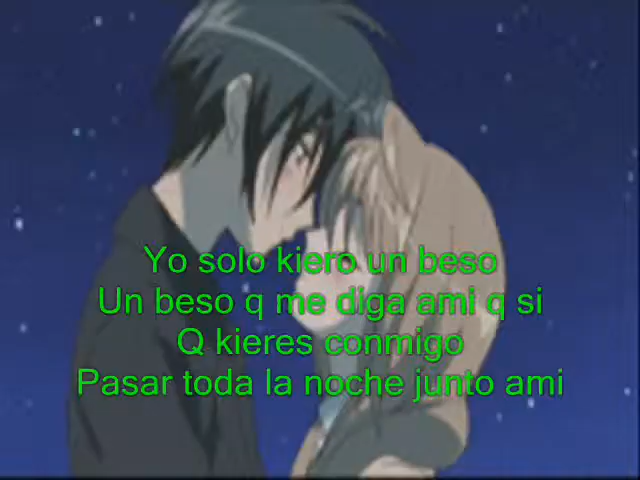 Yo solo kiero un beso
Un beso q me diga ami q si
Q kieres conmigo
Pasar toda la noche junto ami